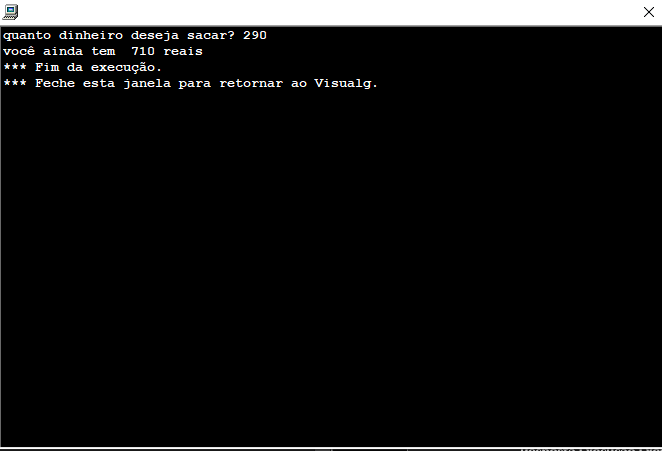 quanto dinheiro deseja sacar? 290
você ainda tem  710 reais
*** Fim da execução.
*** Feche esta janela para retornar ao Visualg.